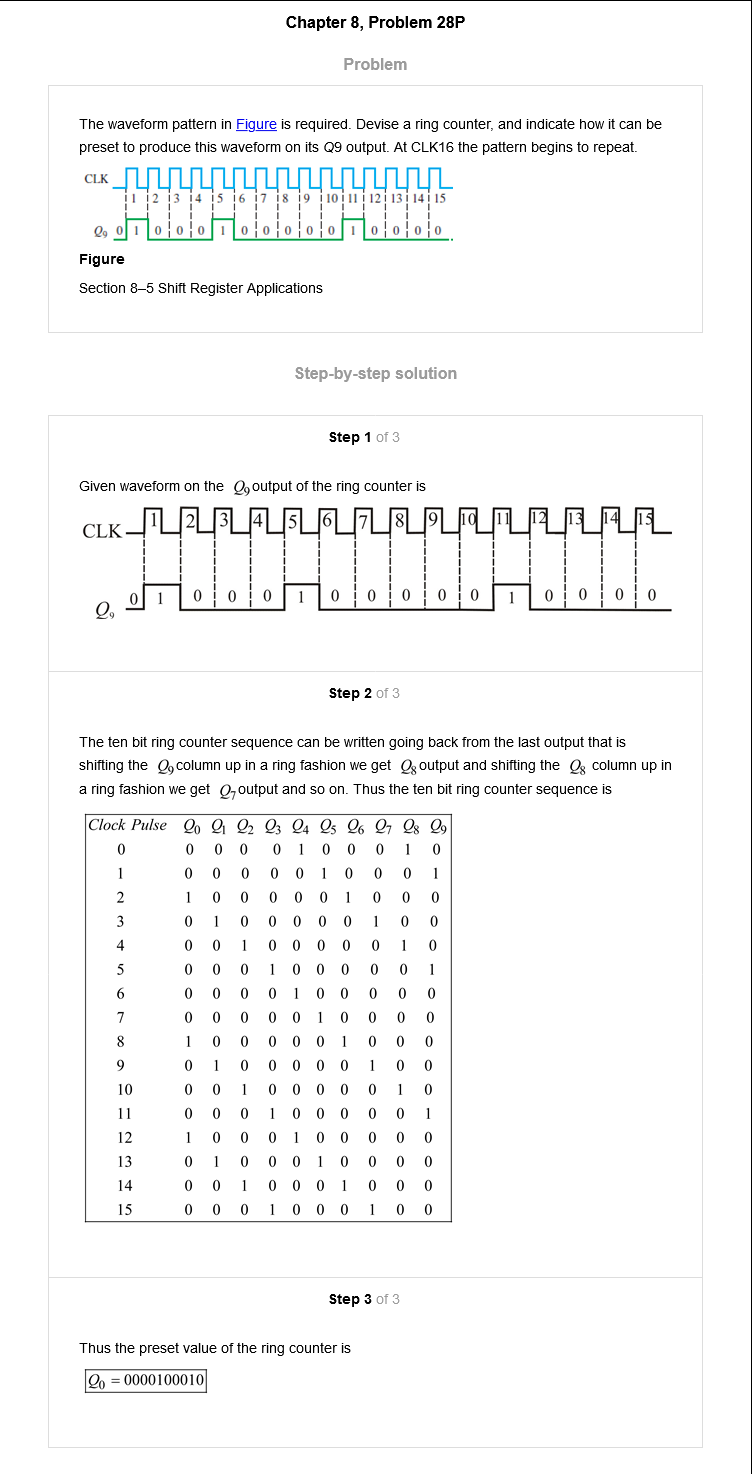 Chapter 8, Problem 28P
Problem
The waveform pattern in Figure is required. Devise a ring counter, and indicate how it can be
preset to produce this waveform on its Q9 output. At CLK16 the pattern begins to repeat.
CLK
1 2 3 4 5 6 7 8 9 10 11 12 13 14 15
Q₉ 0 1 0 0 0 1 0 0 0 0 0 1 0 0 0 0
Figure
Section 8–5 Shift Register Applications
Step-by-step solution
Step 1 of 3
Given waveform on the Q₉ output of the ring counter is
CLK 1 2 3 4 5 6 7 8 9 10 11 12 13 14 15
Q₉ 0 1 0 0 0 1 0 0 0 0 0 1 0 0 0 0
Step 2 of 3
The ten bit ring counter sequence can be written going back from the last output that is
shifting the Q₉ column up in a ring fashion we get Q₈ output and shifting the Q₈ column up in
a ring fashion we get Q₇ output and so on. Thus the ten bit ring counter sequence is
Clock Pulse Q₀ Q₁ Q₂ Q₃ Q₄ Q₅ Q₆ Q₇ Q₈ Q₉
0 0 0 0 0 1 0 0 0 1 0
1 0 0 0 0 0 1 0 0 0 1
2 1 0 0 0 0 0 1 0 0 0
3 0 1 0 0 0 0 0 1 0 0
4 0 0 1 0 0 0 0 0 1 0
5 0 0 0 1 0 0 0 0 0 1
6 0 0 0 0 1 0 0 0 0 0
7 0 0 0 0 0 1 0 0 0 0
8 1 0 0 0 0 0 1 0 0 0
9 0 1 0 0 0 0 0 1 0 0
10 0 0 1 0 0 0 0 0 1 0
11 0 0 0 1 0 0 0 0 0 1
12 1 0 0 0 1 0 0 0 0 0
13 0 1 0 0 0 1 0 0 0 0
14 0 0 1 0 0 0 1 0 0 0
15 0 0 0 1 0 0 0 1 0 0
Step 3 of 3
Thus the preset value of the ring counter is
Q₀ = 0000100010